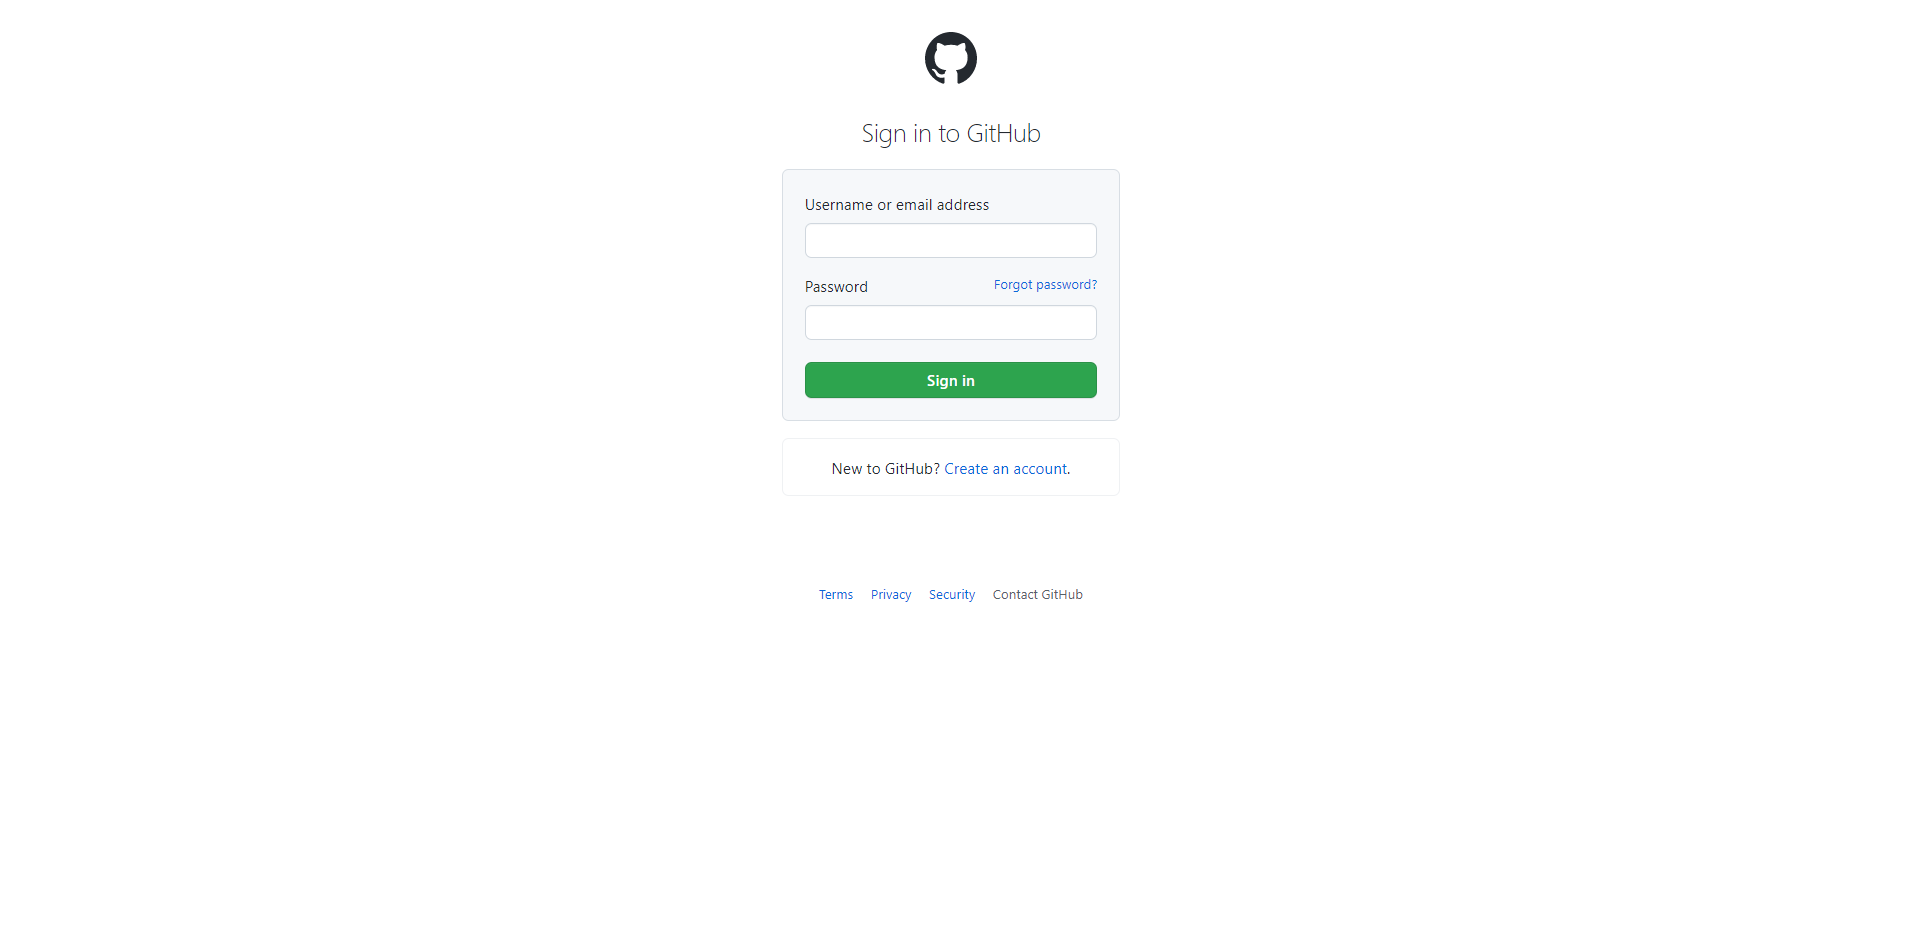 Sign in to GitHub
Username or email address
Password Forgot password?
Sign in
New to GitHub? Create an account.
Terms Privacy Security Contact GitHub